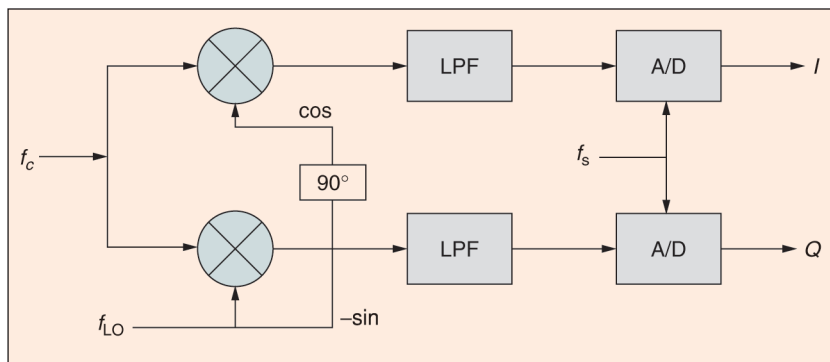 LPF
A/D
I
cos
f_c
90°
f_s
LPF
A/D
Q
f_LO
–sin